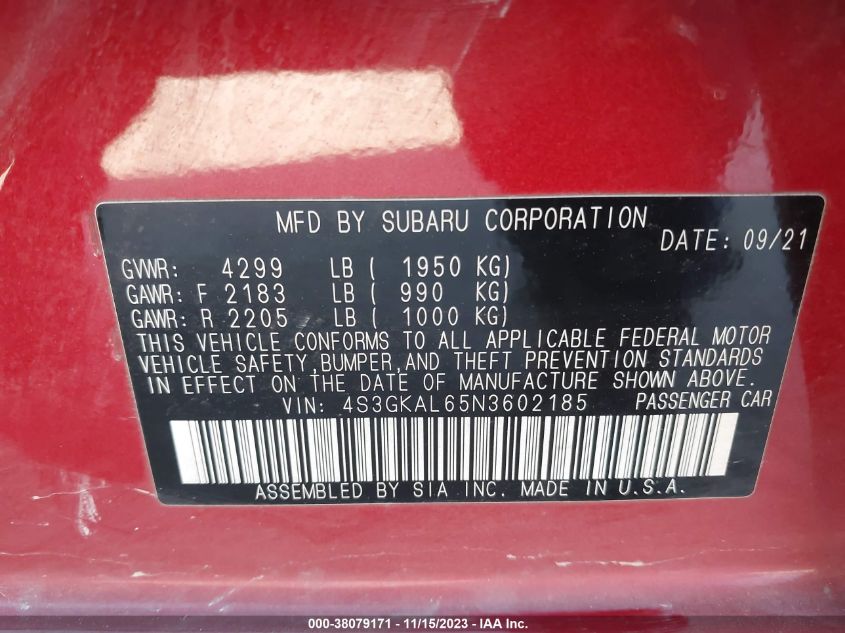 MFD BY SUBARU CORPORATION
DATE: 09/21
GVWR: 4299 LB ( 1950 KG)
GAWR: F 2183 LB ( 990 KG)
GAWR: R 2205 LB ( 1000 KG)
THIS VEHICLE CONFORMS TO ALL APPLICABLE FEDERAL MOTOR
VEHICLE SAFETY,BUMPER,AND THEFT PREVENTION STANDARDS
IN EFFECT ON THE DATE OF MANUFACTURE SHOWN ABOVE.
VIN: 4S3GKAL65N3602185 PASSENGER CAR
ASSEMBLED BY SIA INC. MADE IN U.S.A.
000-38079171 - 11/15/2023 - IAA Inc.